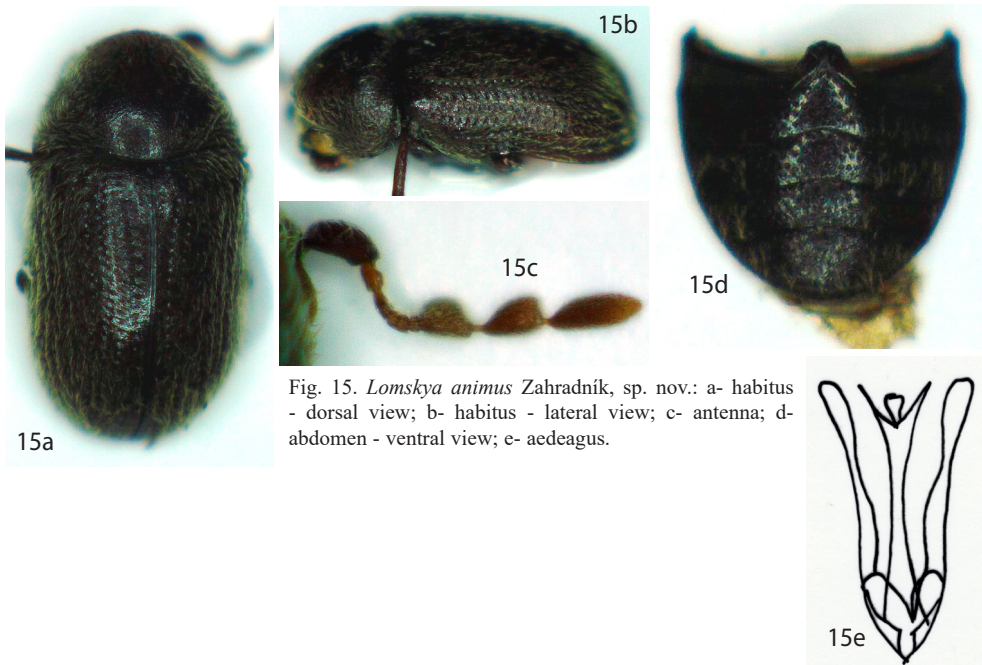 15a
15b
15c
15d
Fig. 15. Lomskya animus Zahradník, sp. nov.: a- habitus
- dorsal view; b- habitus - lateral view; c- antenna; d-
abdomen - ventral view; e- aedeagus.
15e